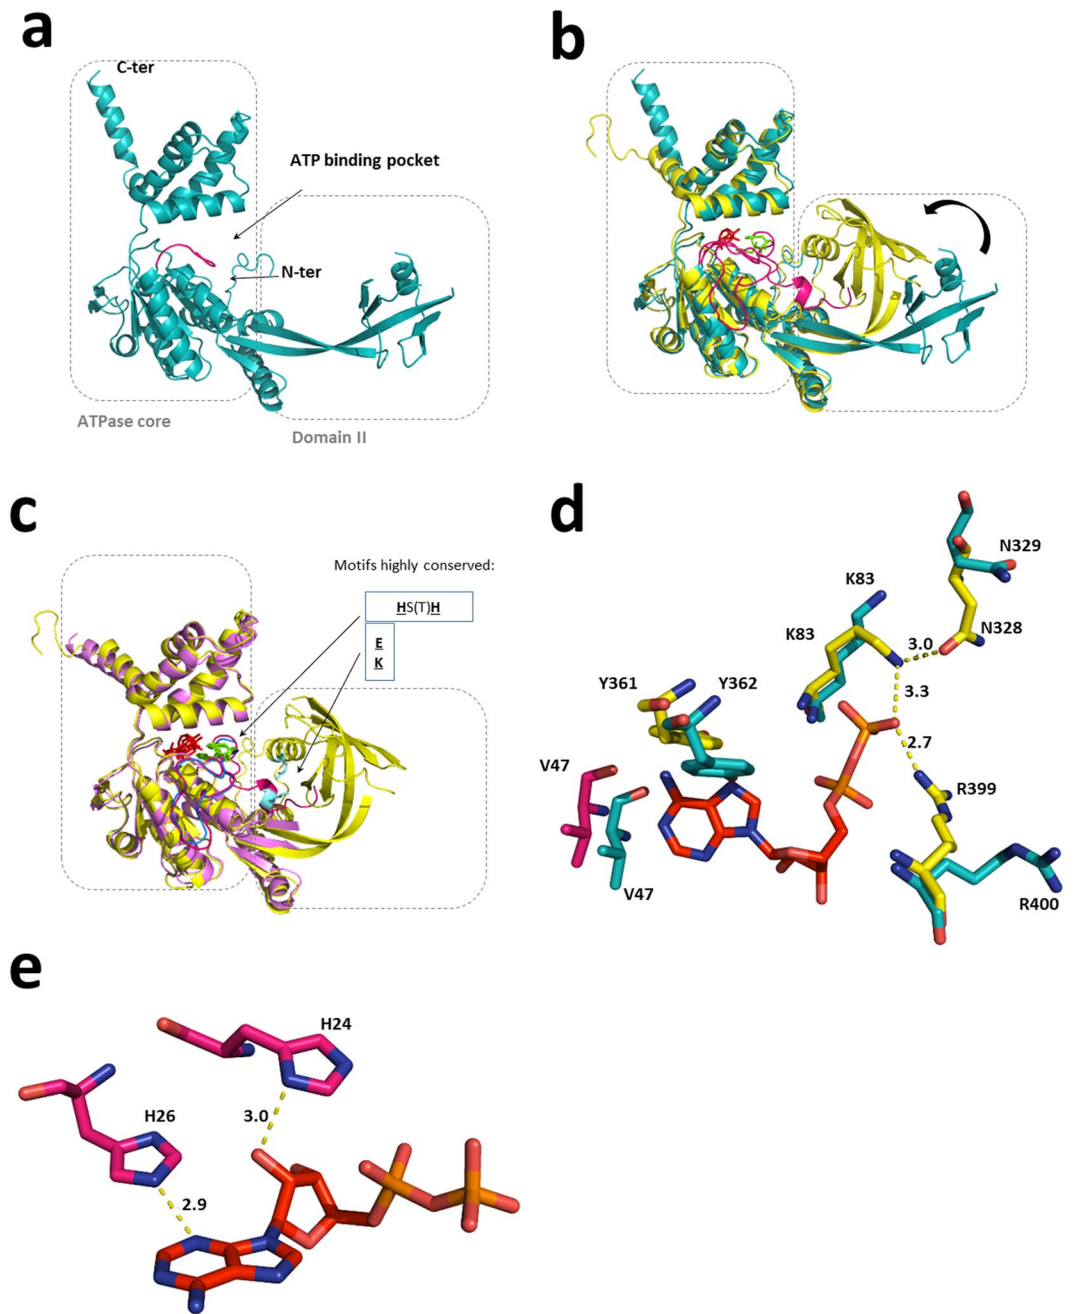 a
C-ter
ATP binding pocket
N-ter
ATPase core
Domain II
b
c
Motifs highly conserved:
HS(T)H
E
K
d
N329
K83
K83
N328
3.0
3.3
Y361
Y362
2.7
V47
R399
V47
R400
e
H24
3.0
H26
2.9